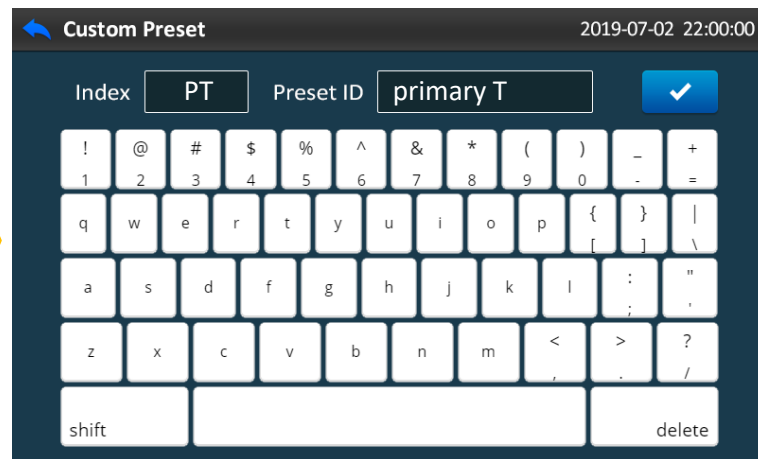 Custom Preset 2019-07-02 22:00:00
Index PT Preset ID primary T
! @ # $ % ^ & * ( ) _ +
1 2 3 4 5 6 7 8 9 0 - =
q w e r t y u i o p { } |
[ ] \
a s d f g h j k l : "
; '
z x c v b n m < > ?
, . /
shift delete